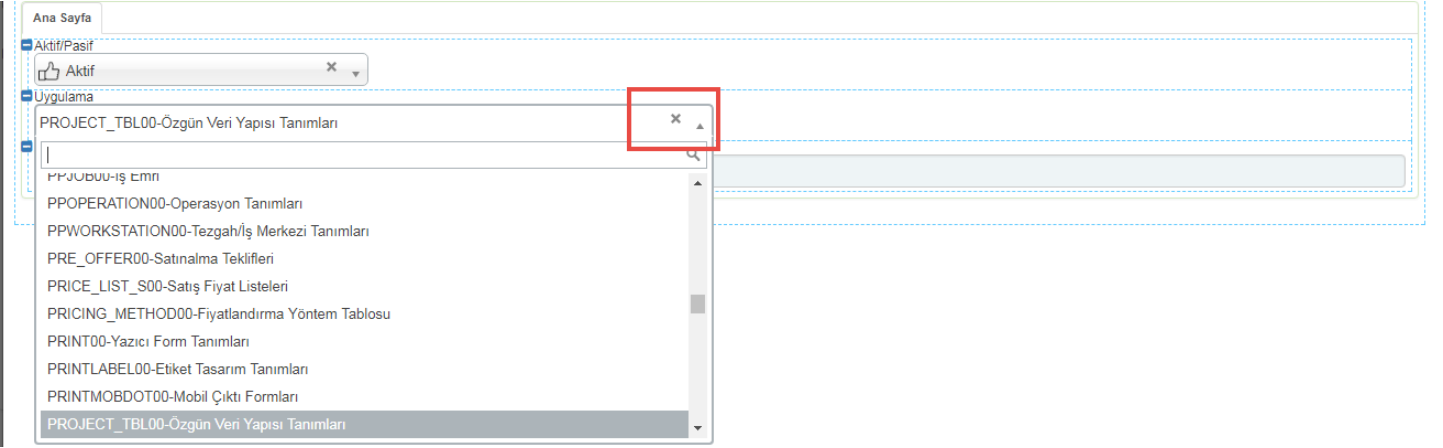 Ana Sayfa
Aktif/Pasif
Aktif
Uygulama
PROJECT_TBL00-Özgün Veri Yapısı Tanımları
PPJOB00-İş Emri
PPOPERATION00-Operasyon Tanımları
PPWORKSTATION00-Tezgah/İş Merkezi Tanımları
PRE_OFFER00-Satınalma Teklifleri
PRICE_LIST_S00-Satış Fiyat Listeleri
PRICING_METHOD00-Fiyatlandırma Yöntem Tablosu
PRINT00-Yazıcı Form Tanımları
PRINTLABEL00-Etiket Tasarım Tanımları
PRINTMOBDOT00-Mobil Çıktı Formları
PROJECT_TBL00-Özgün Veri Yapısı Tanımları